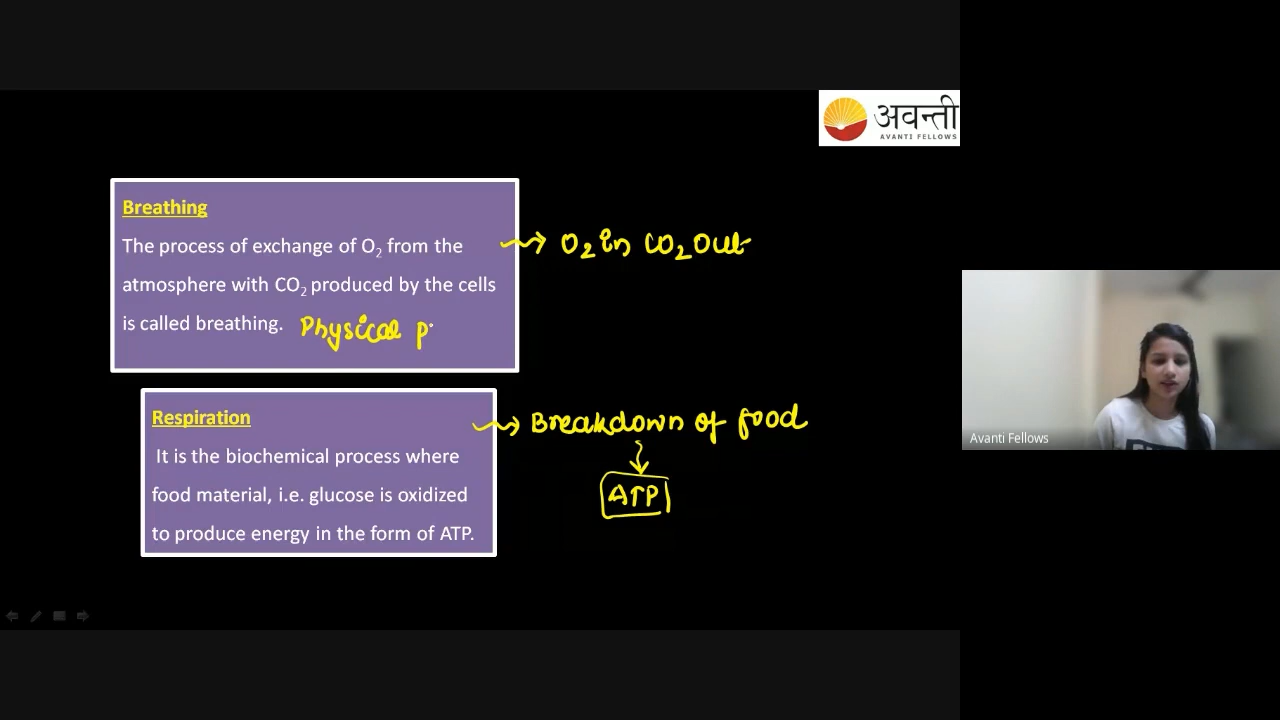 अवन्ती
AVANTI FELLOWS
Breathing
The process of exchange of O₂ from the
atmosphere with CO₂ produced by the cells
is called breathing. Physical p
O₂ in CO₂ out
Respiration
It is the biochemical process where
food material, i.e. glucose is oxidized
to produce energy in the form of ATP.
Breakdown of food
ATP
Avanti Fellows